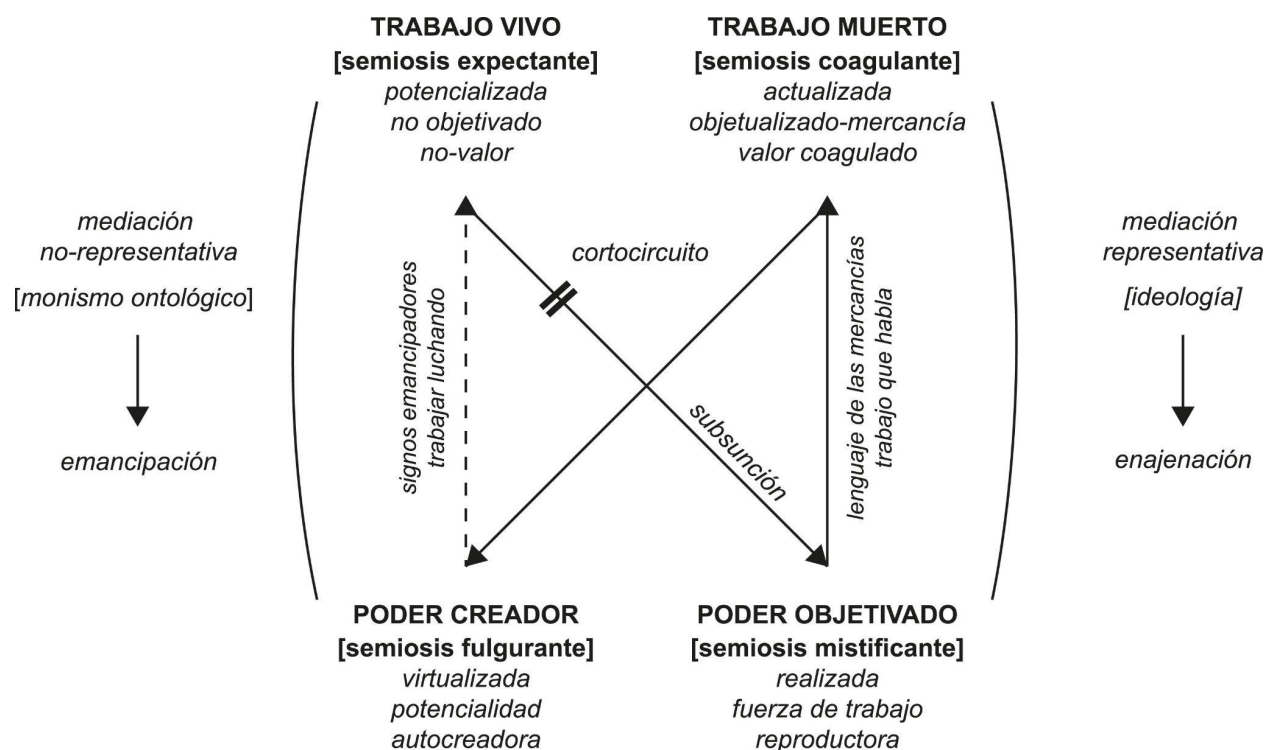 TRABAJO VIVO
[semiosis expectante]
potencializada
no objetivado
no-valor
TRABAJO MUERTO
[semiosis coagulante]
actualizada
objetualizado-mercancía
valor coagulado
mediación
no-representativa
[monismo ontológico]
emancipación
signos emancipadores
trabajar luchando
cortocircuito
subsunción
lenguaje de las mercancías
trabajo que habla
mediación
representativa
[ideología]
enajenación
PODER CREADOR
[semiosis fulgurante]
virtualizada
potencialidad
autocreadora
PODER OBJETIVADO
[semiosis mistificante]
realizada
fuerza de trabajo
reproductora